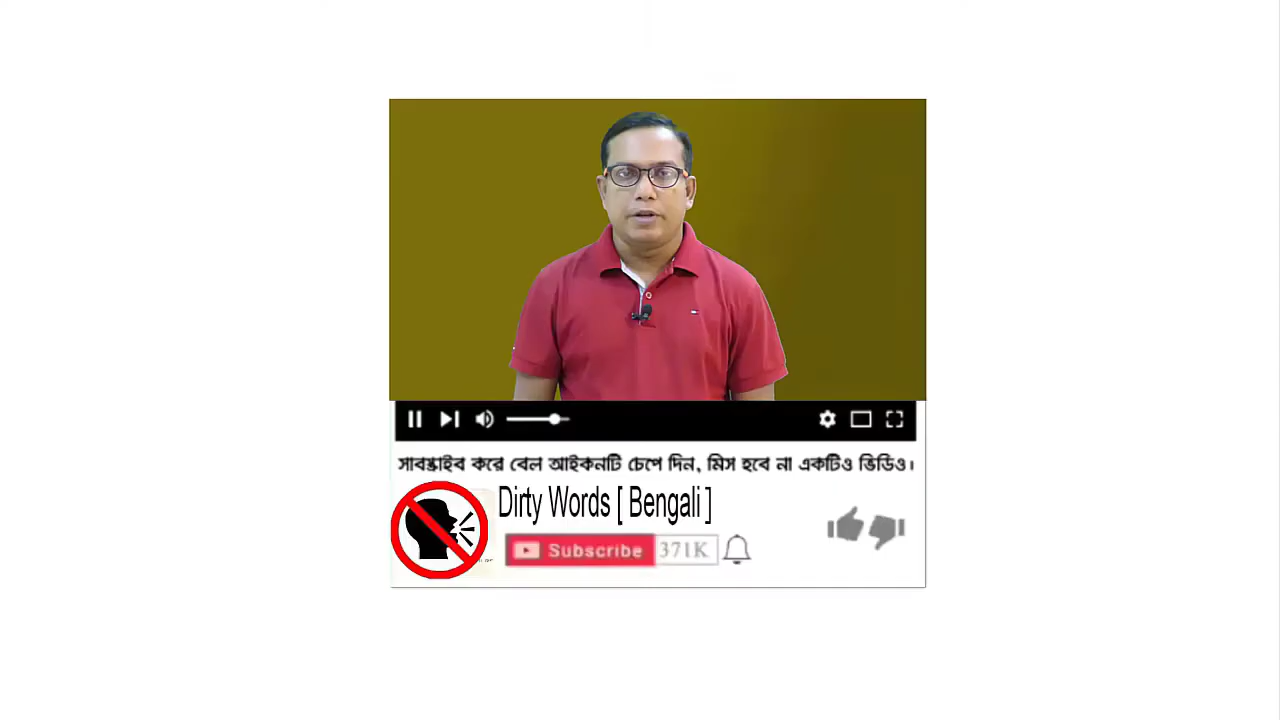 সাবস্ক্রাইব করে বেল আইকনটি চেপে দিন, মিস হবে না একটিও ভিডিও।
Dirty Words [ Bengali ]
Subscribe 371K